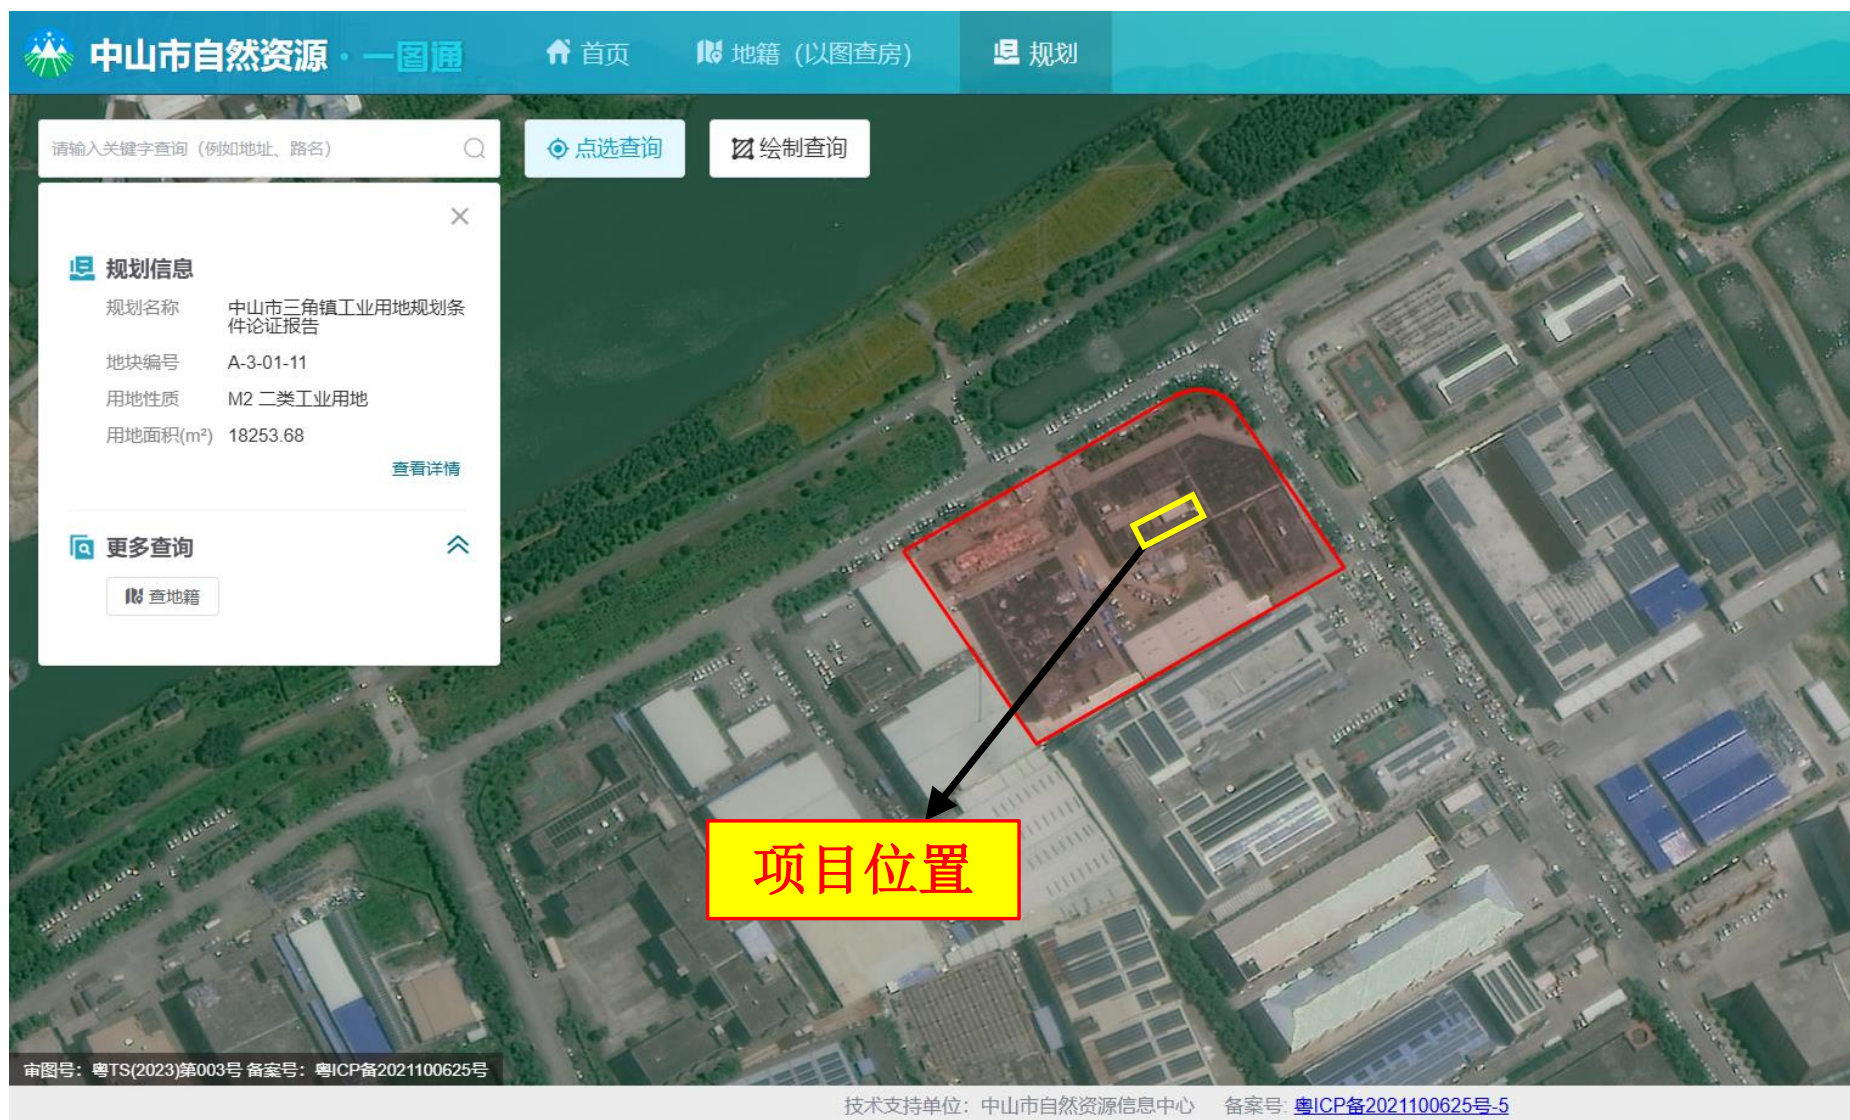 中山市自然资源·一图通
首页
地籍（以图查房）
规划
请输入关键字查询（例如地址、路名）
点选查询
绘制查询
规划信息
规划名称 中山市三角镇工业用地规划条
件论证报告
地块编号 A-3-01-11
用地性质 M2 二类工业用地
用地面积(m²) 18253.68
查看详情
更多查询
查地籍
项目位置
审图号：粤TS(2023)第003号 备案号：粤ICP备2021100625号
技术支持单位：中山市自然资源信息中心 备案号: 粤ICP备2021100625号-5